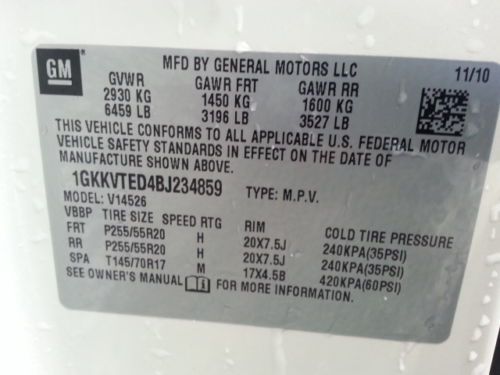 GM
MFD BY GENERAL MOTORS LLC 11/10
GVWR GAWR FRT GAWR RR
2930 KG 1450 KG 1600 KG
6459 LB 3196 LB 3527 LB
THIS VEHICLE CONFORMS TO ALL APPLICABLE U.S. FEDERAL MOTOR
VEHICLE SAFETY STANDARDS IN EFFECT ON THE DATE OF
MANUFACTURE SHOWN ABOVE.
1GKKVTED4BJ234859 TYPE: M.P.V.
MODEL: V14526
VBBP TIRE SIZE SPEED RTG RIM COLD TIRE PRESSURE
FRT P255/55R20 H 20X7.5J 240KPA(35PSI)
RR P255/55R20 H 20X7.5J 240KPA(35PSI)
SPA T145/70R17 M 17X4.5B 420KPA(60PSI)
SEE OWNER'S MANUAL FOR MORE INFORMATION.